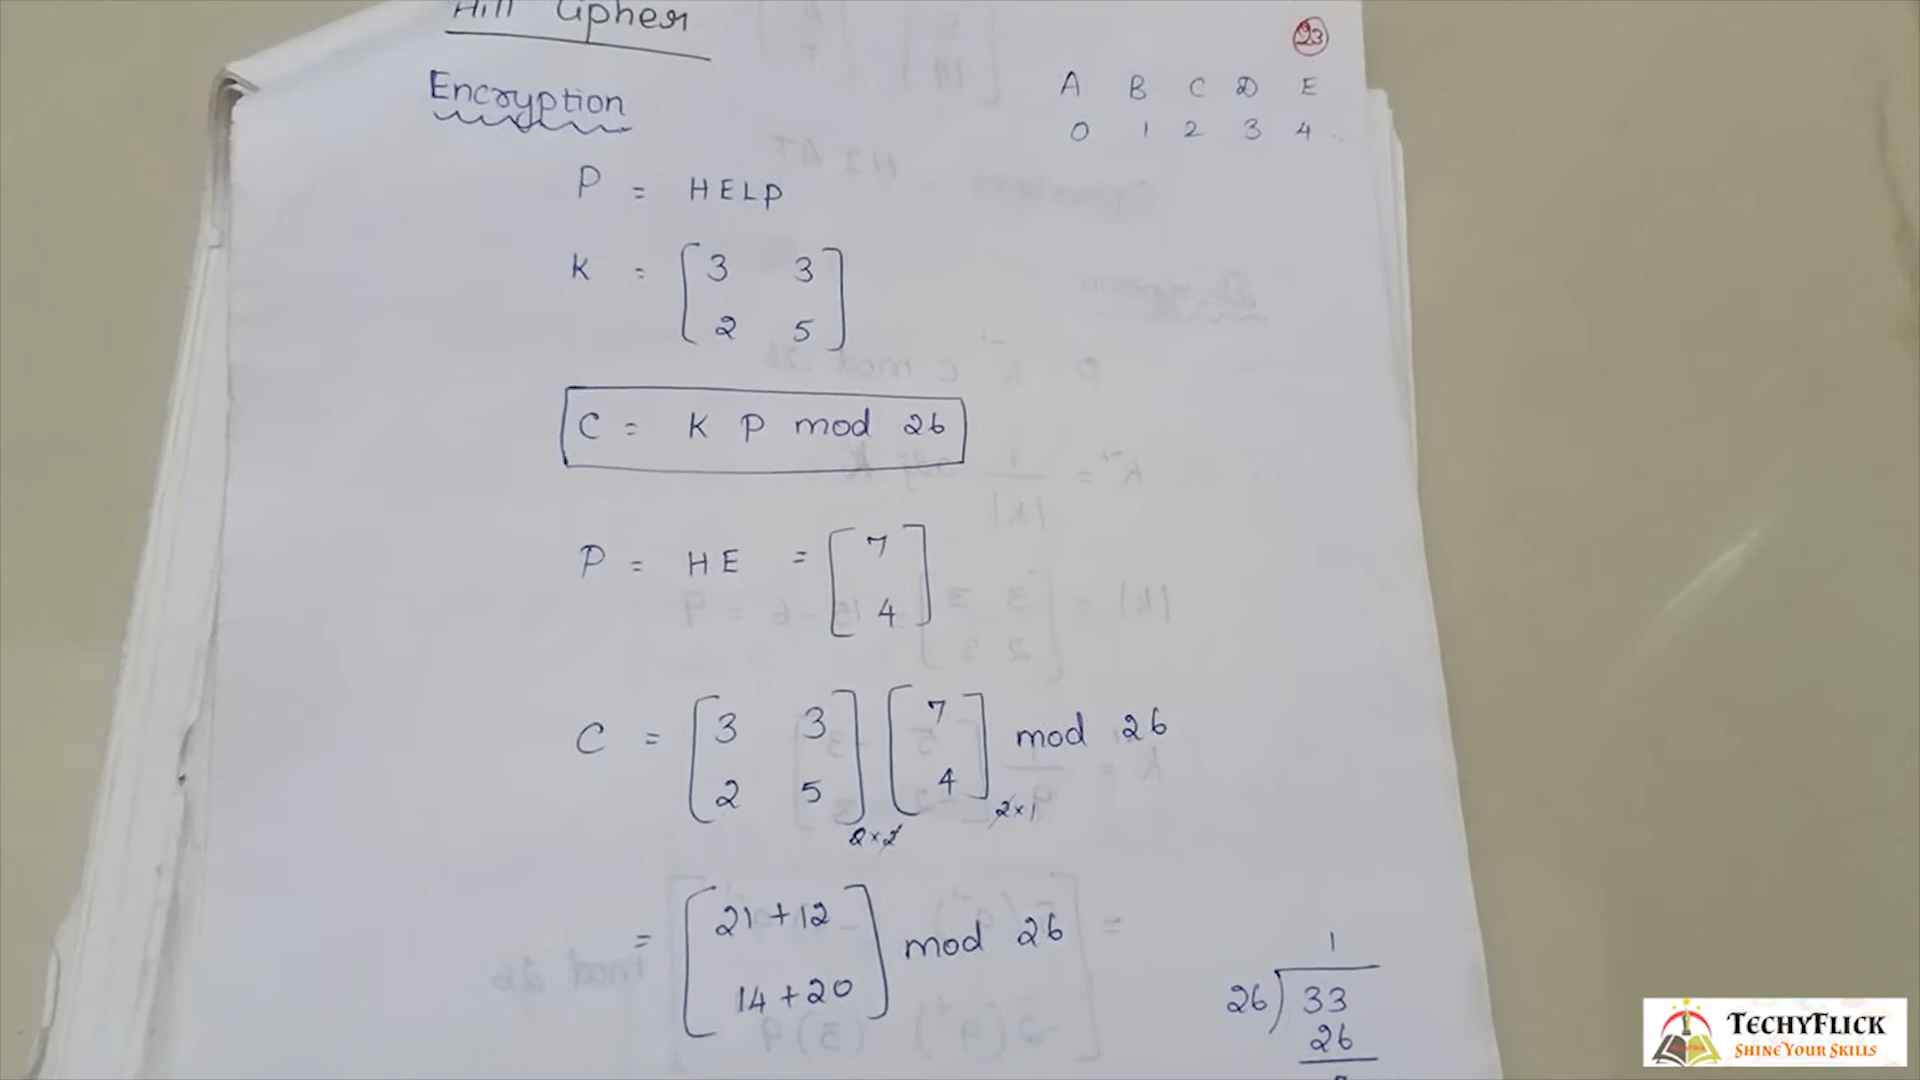 Hill Cipher
23
Encryption
A B C D E
0 1 2 3 4 ..
P = HELP
K = [3 3
2 5]
C = K P mod 26
P = HE = [7
4]
C = [3 3
2 5] 2×2 [7
4] 2×1 mod 26
= [21+12
14+20] mod 26
1
26) 33
26
TECHYFLICK
SHINE YOUR SKILLS